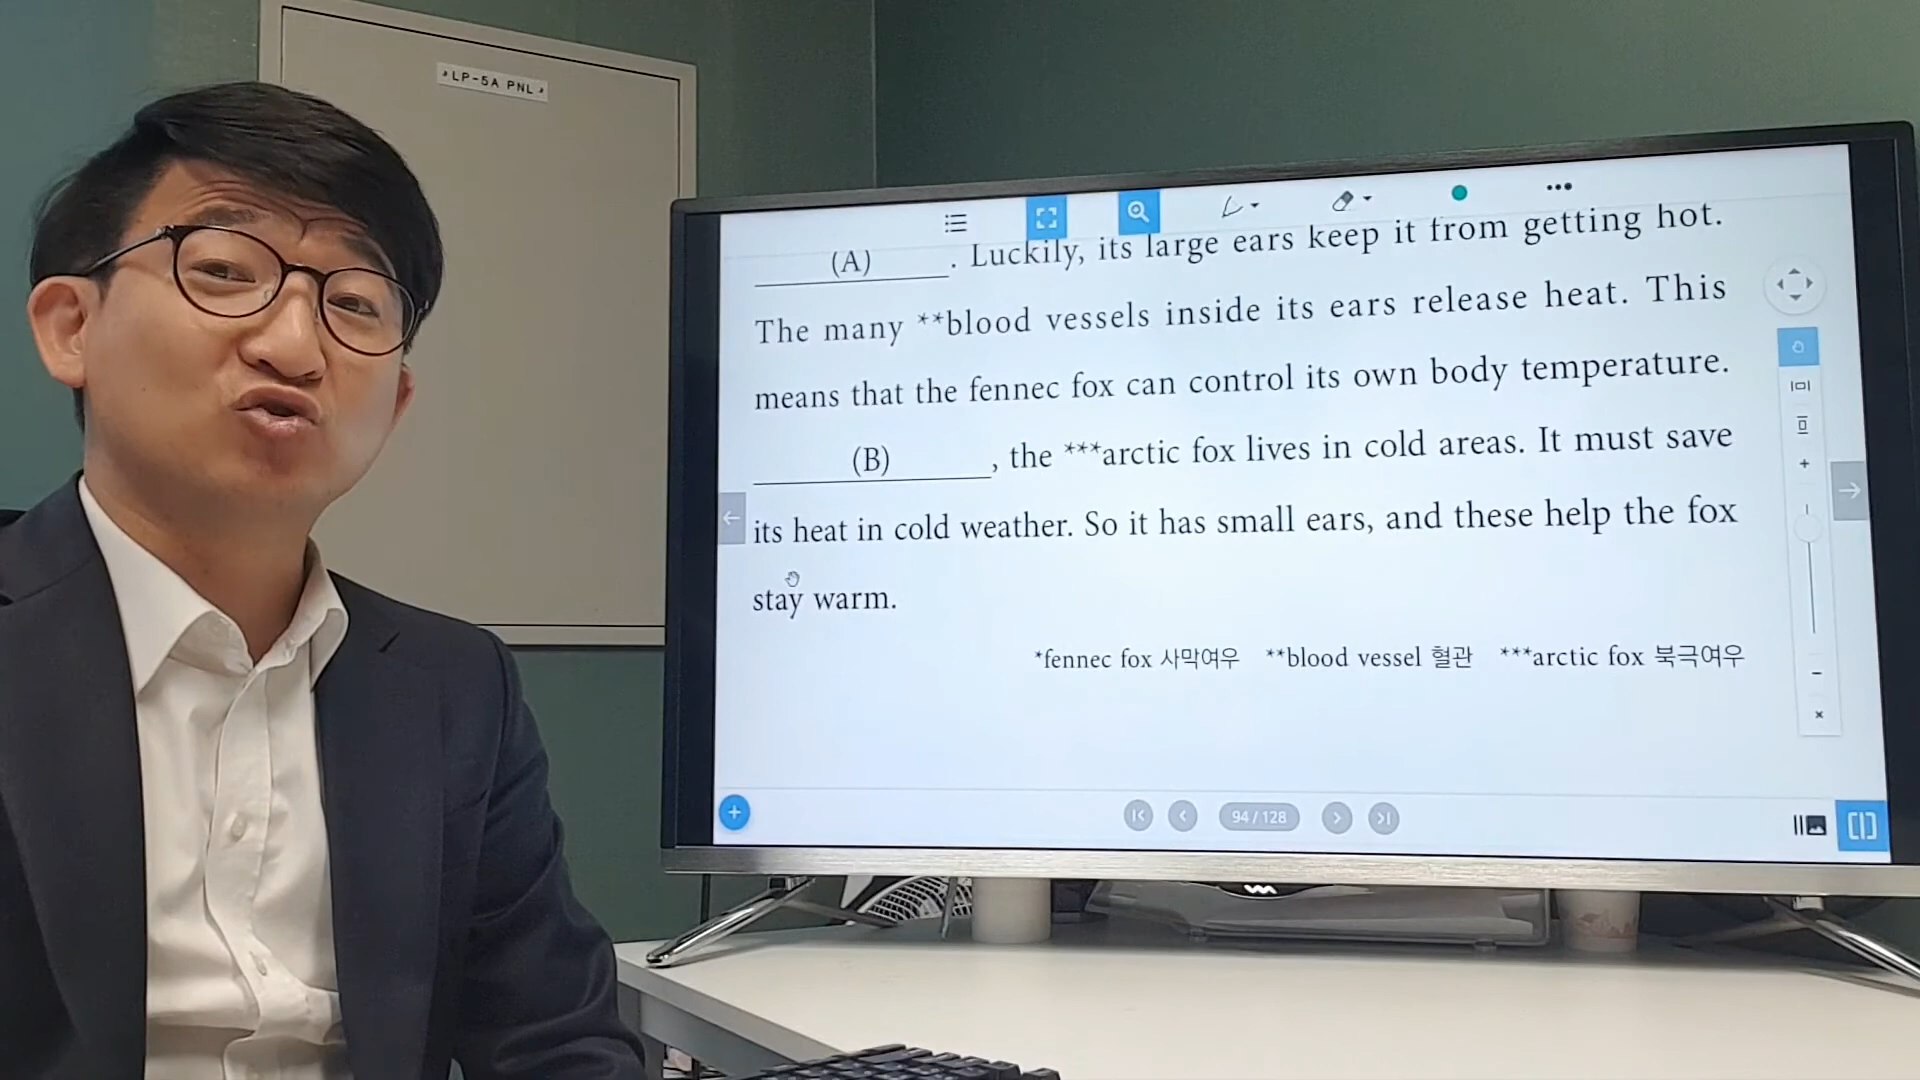 LP-5A PNL
(A). Luckily, its large ears keep it from getting hot.
The many **blood vessels inside its ears release heat. This
means that the fennec fox can control its own body temperature.
(B), the ***arctic fox lives in cold areas. It must save
its heat in cold weather. So it has small ears, and these help the fox
stay warm.
*fennec fox 사막여우 **blood vessel 혈관 ***arctic fox 북극여우
94 / 128